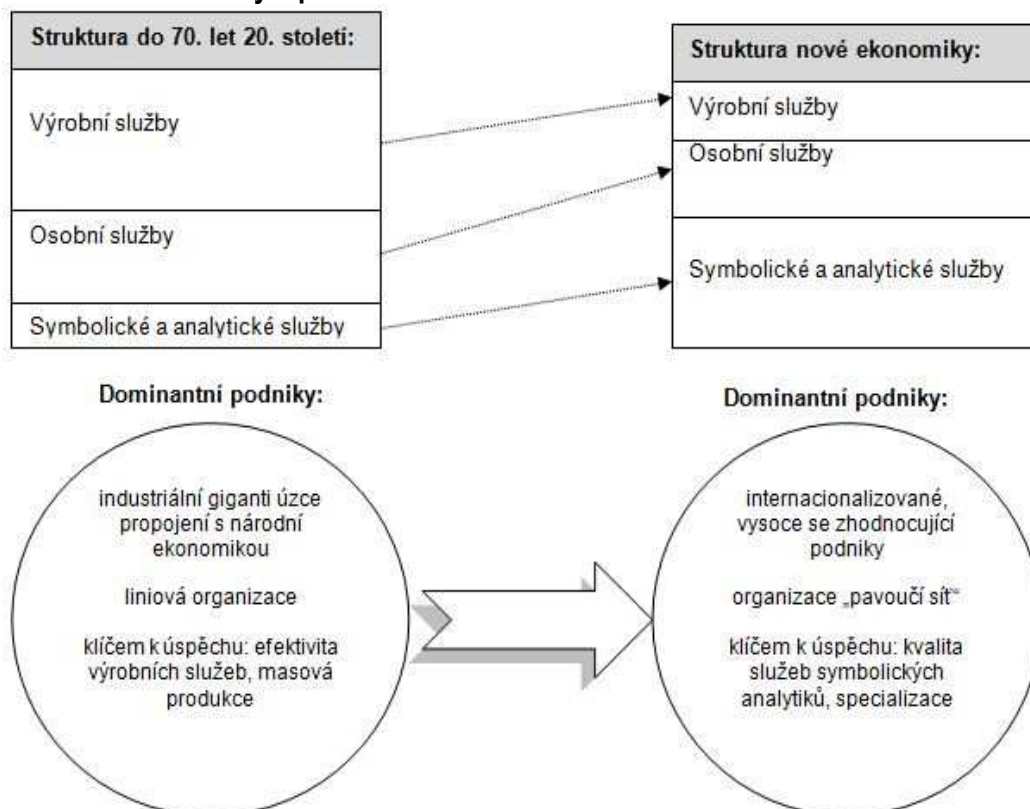 Struktura do 70. let 20. století:
Výrobní služby
Osobní služby
Symbolické a analytické služby
Struktura nové ekonomiky:
Výrobní služby
Osobní služby
Symbolické a analytické služby
Dominantní podniky:
industriální giganti úzce
propojení s národní
ekonomikou
liniová organizace
klíčem k úspěchu: efektivita
výrobních služeb, masová
produkce
Dominantní podniky:
internacionalizované,
vysoce se zhodnocující
podniky
organizace „pavoučí síť“
klíčem k úspěchu: kvalita
služeb symbolických
analytiků, specializace